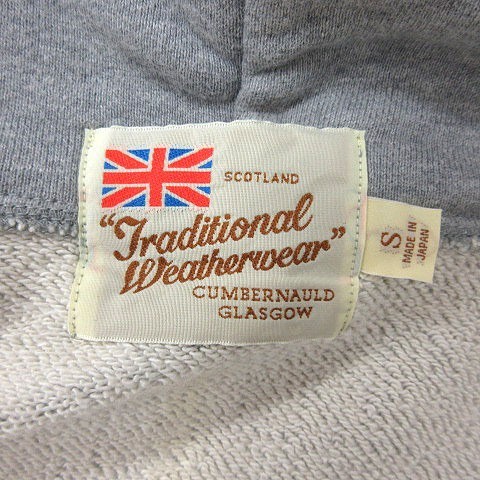 SCOTLAND
“Traditional
Weatherwear”
CUMBERNAULD
GLASGOW
S
MADE IN
JAPAN